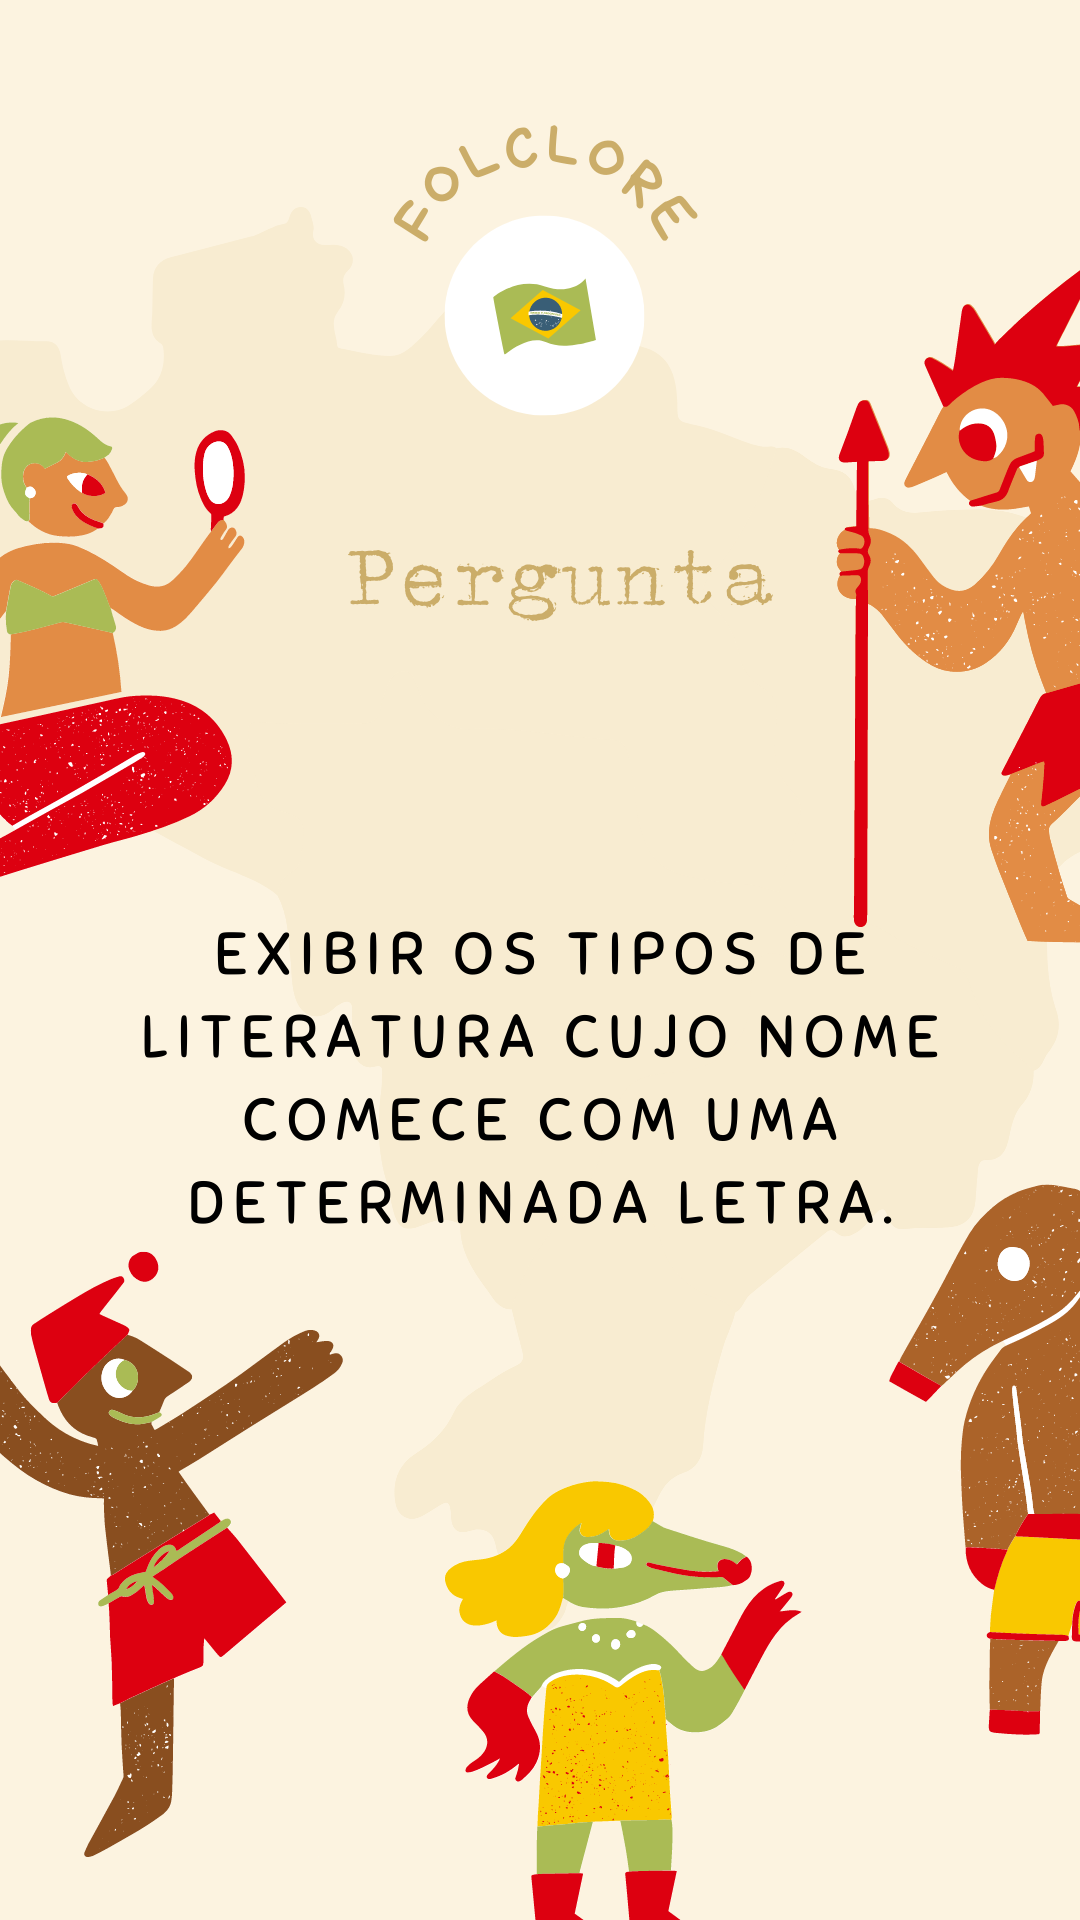 FOLCLORE
Pergunta
EXIBIR OS TIPOS DE
LITERATURA CUJO NOME
COMECE COM UMA
DETERMINADA LETRA.